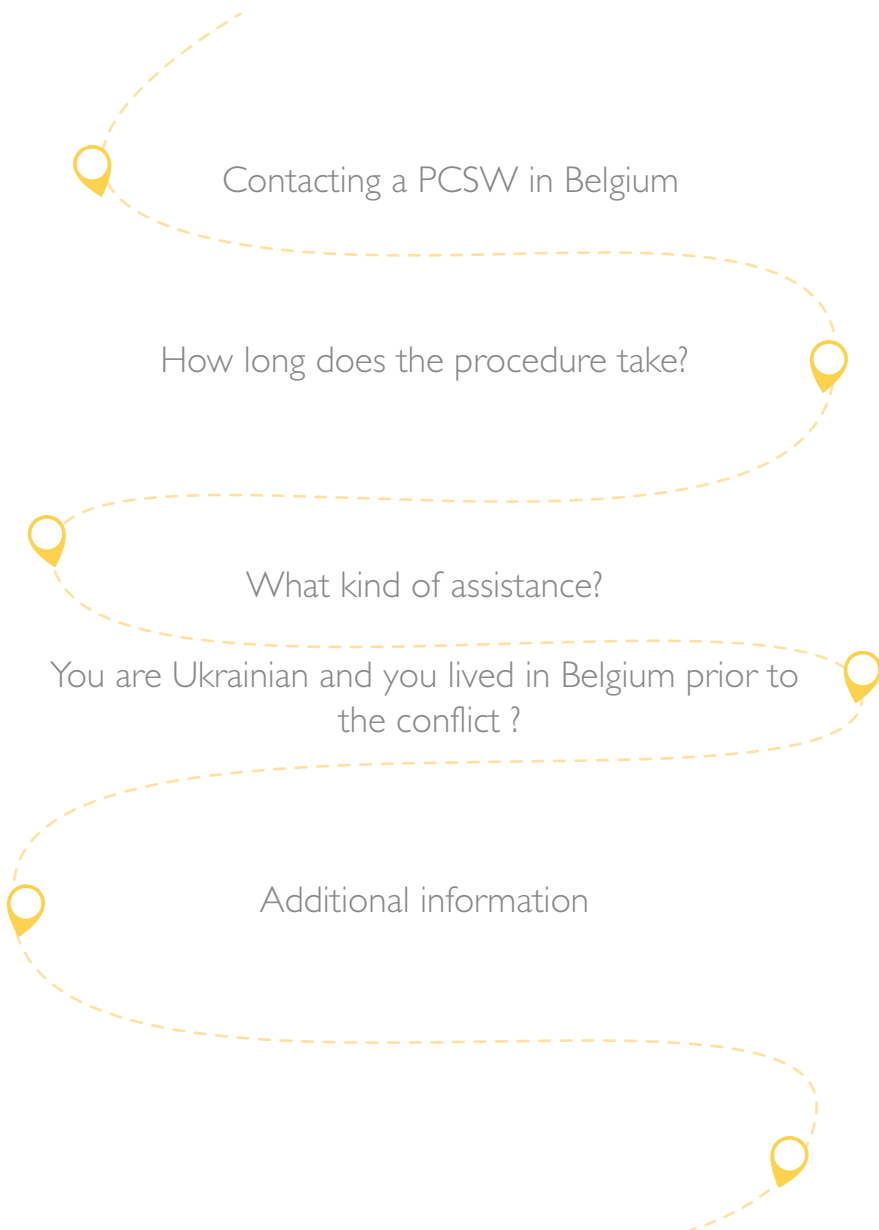 Contacting a PCSW in Belgium
How long does the procedure take?
What kind of assistance?
You are Ukrainian and you lived in Belgium prior to
the conflict ?
Additional information